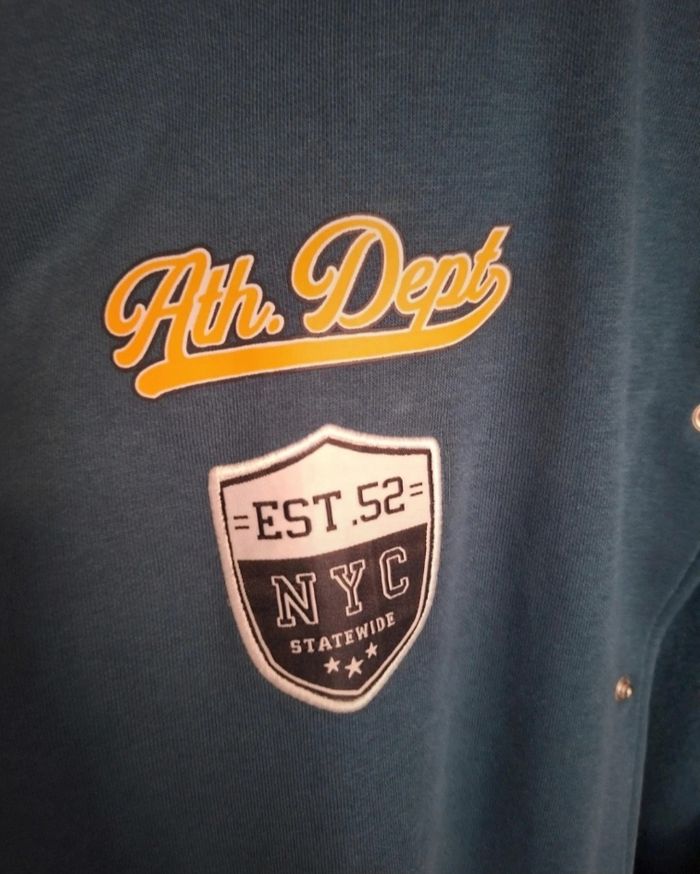 Ath. Dept
=EST.52=
NYC
STATEWIDE